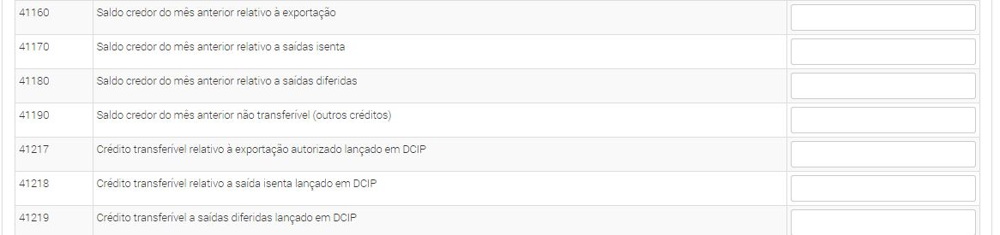 41160 Saldo credor do mês anterior relativo à exportação
41170 Saldo credor do mês anterior relativo a saídas isenta
41180 Saldo credor do mês anterior relativo a saídas diferidas
41190 Saldo credor do mês anterior não transferível (outros créditos)
41217 Crédito transferível relativo à exportação autorizado lançado em DCIP
41218 Crédito transferível relativo a saída isenta lançado em DCIP
41219 Crédito transferível a saídas diferidas lançado em DCIP